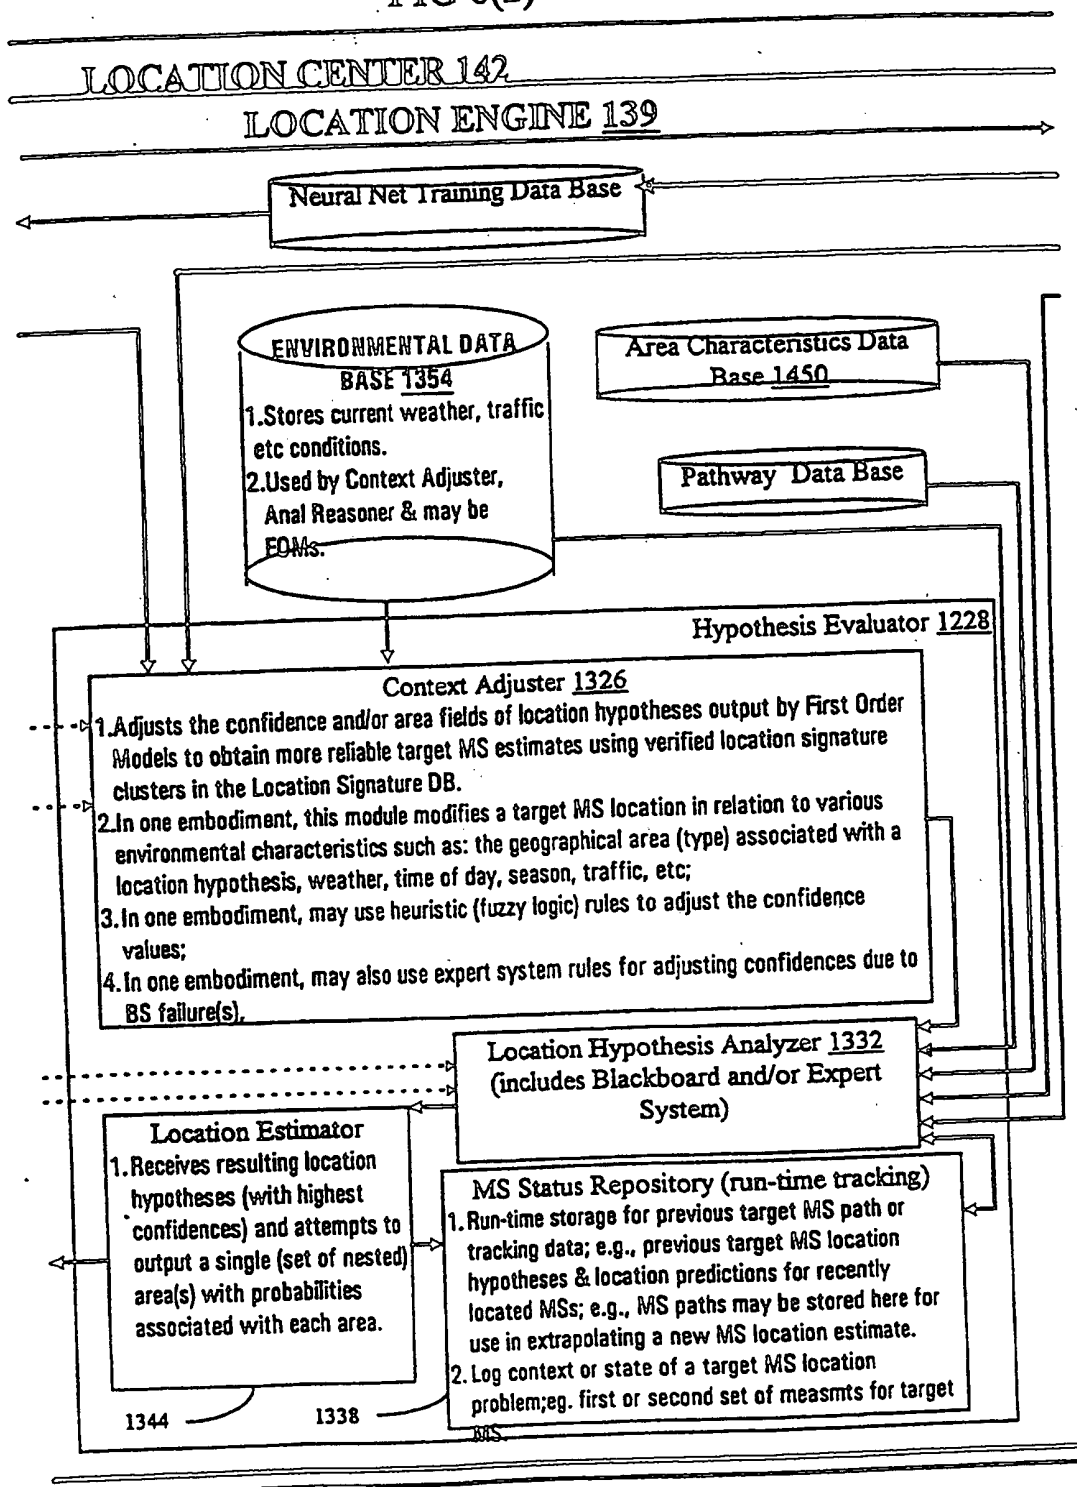 LOCATION CENTER 142
LOCATION ENGINE 139
Neural Net Training Data Base
ENVIRONMENTAL DATA
BASE 1354
1.Stores current weather, traffic
etc conditions.
2.Used by Context Adjuster,
Anal Reasoner & may be
FOMs.
Area Characteristics Data
Base 1450
Pathway Data Base
Hypothesis Evaluator 1228
Context Adjuster 1326
1.Adjusts the confidence and/or area fields of location hypotheses output by First Order
Models to obtain more reliable target MS estimates using verified location signature
clusters in the Location Signature DB.
2.In one embodiment, this module modifies a target MS location in relation to various
environmental characteristics such as: the geographical area (type) associated with a
location hypothesis, weather, time of day, season, traffic, etc;
3. In one embodiment, may use heuristic (fuzzy logic) rules to adjust the confidence
values;
4. In one embodiment, may also use expert system rules for adjusting confidences due to
BS failure(s),
Location Hypothesis Analyzer 1332
(includes Blackboard and/or Expert
System)
Location Estimator
1. Receives resulting location
hypotheses (with highest
confidences) and attempts to
output a single (set of nested)
area(s) with probabilities
associated with each area.
MS Status Repository (run-time tracking)
1. Run-time storage for previous target MS path or
tracking data; e.g., previous target MS location
hypotheses & location predictions for recently
located MSs; e.g., MS paths may be stored here for
use in extrapolating a new MS location estimate.
2. Log context or state of a target MS location
problem;eg. first or second set of measmts for target
MS.
1344
1338